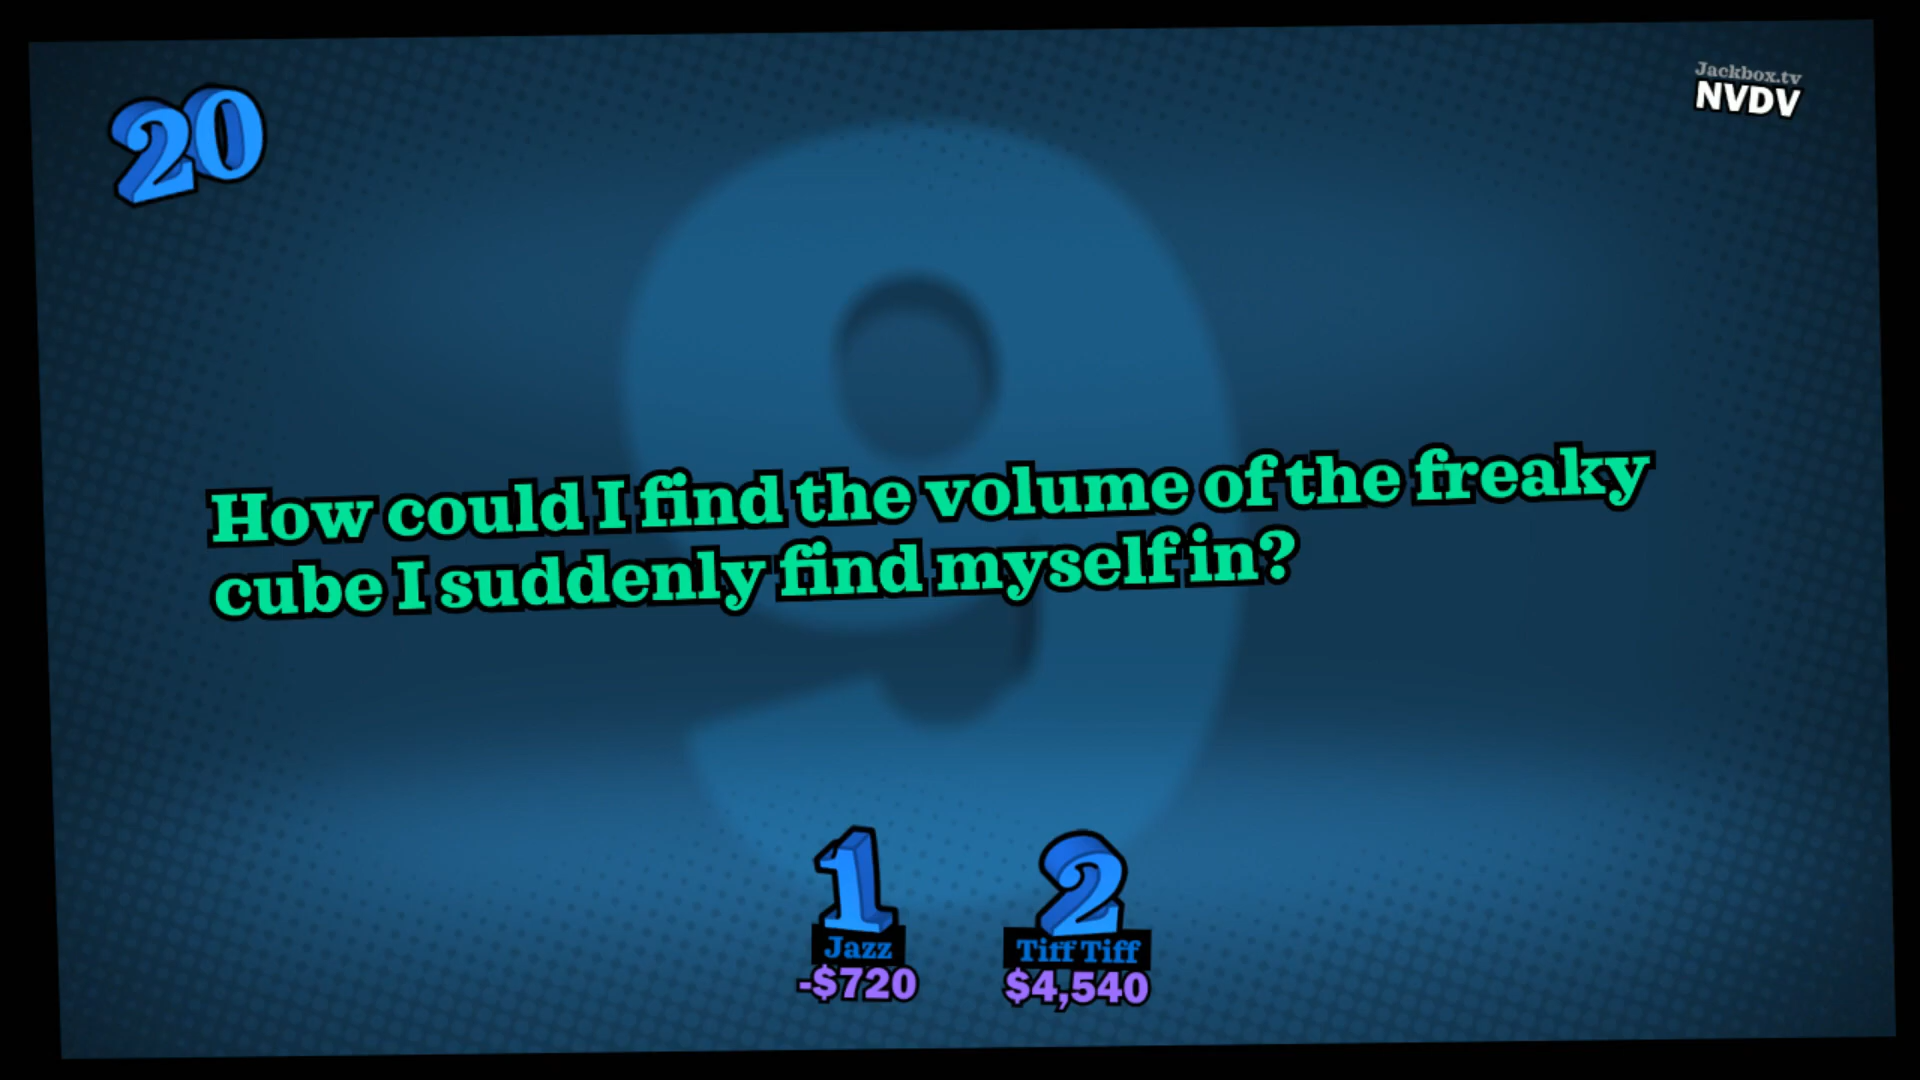 20
Jackbox.tv
NVDV
9
How could I find the volume of the freaky
cube I suddenly find myself in?
1
Jazz
-$720
2
Tiff Tiff
$4,540